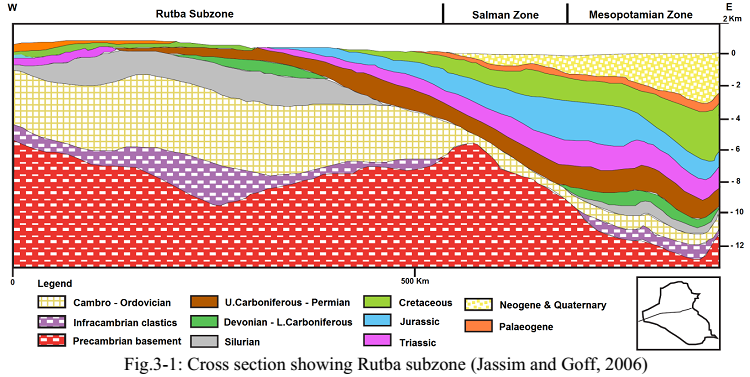 W
E
Rutba Subzone
Salman Zone
Mesopotamian Zone
2 Km
0
-2
-4
-6
-8
-10
-12
0
500 Km
Legend
Cambro - Ordovician
U.Carboniferous - Permian
Cretaceous
Neogene & Quaternary
Infracambrian clastics
Devonian - L.Carboniferous
Jurassic
Palaeogene
Precambrian basement
Silurian
Triassic
Fig.3-1: Cross section showing Rutba subzone (Jassim and Goff, 2006)